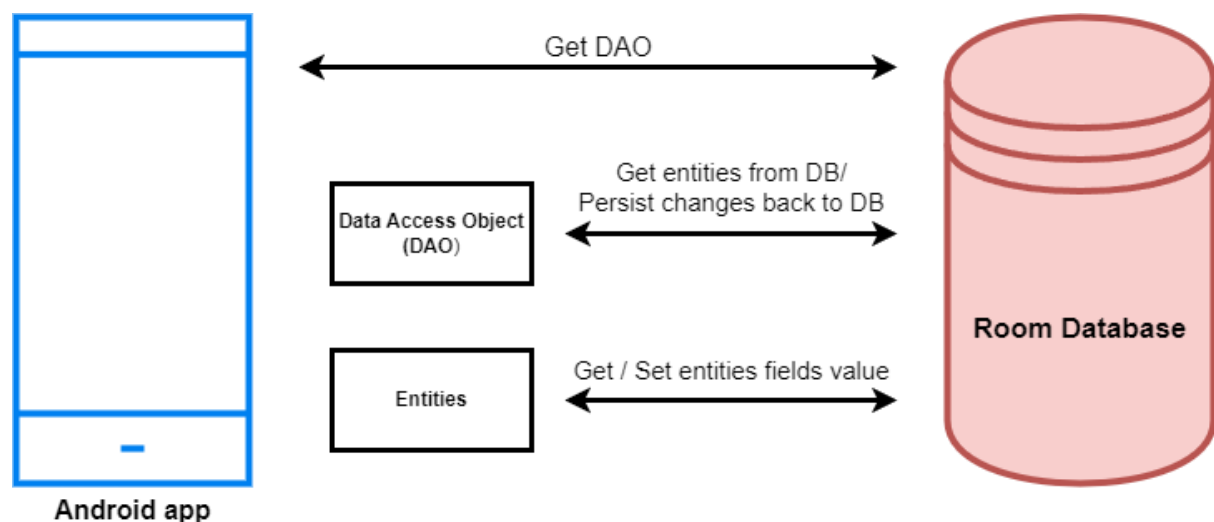 Get DAO
Get entities from DB/
Persist changes back to DB
Data Access Object
(DAO)
Room Database
Get / Set entities fields value
Entities
Android app